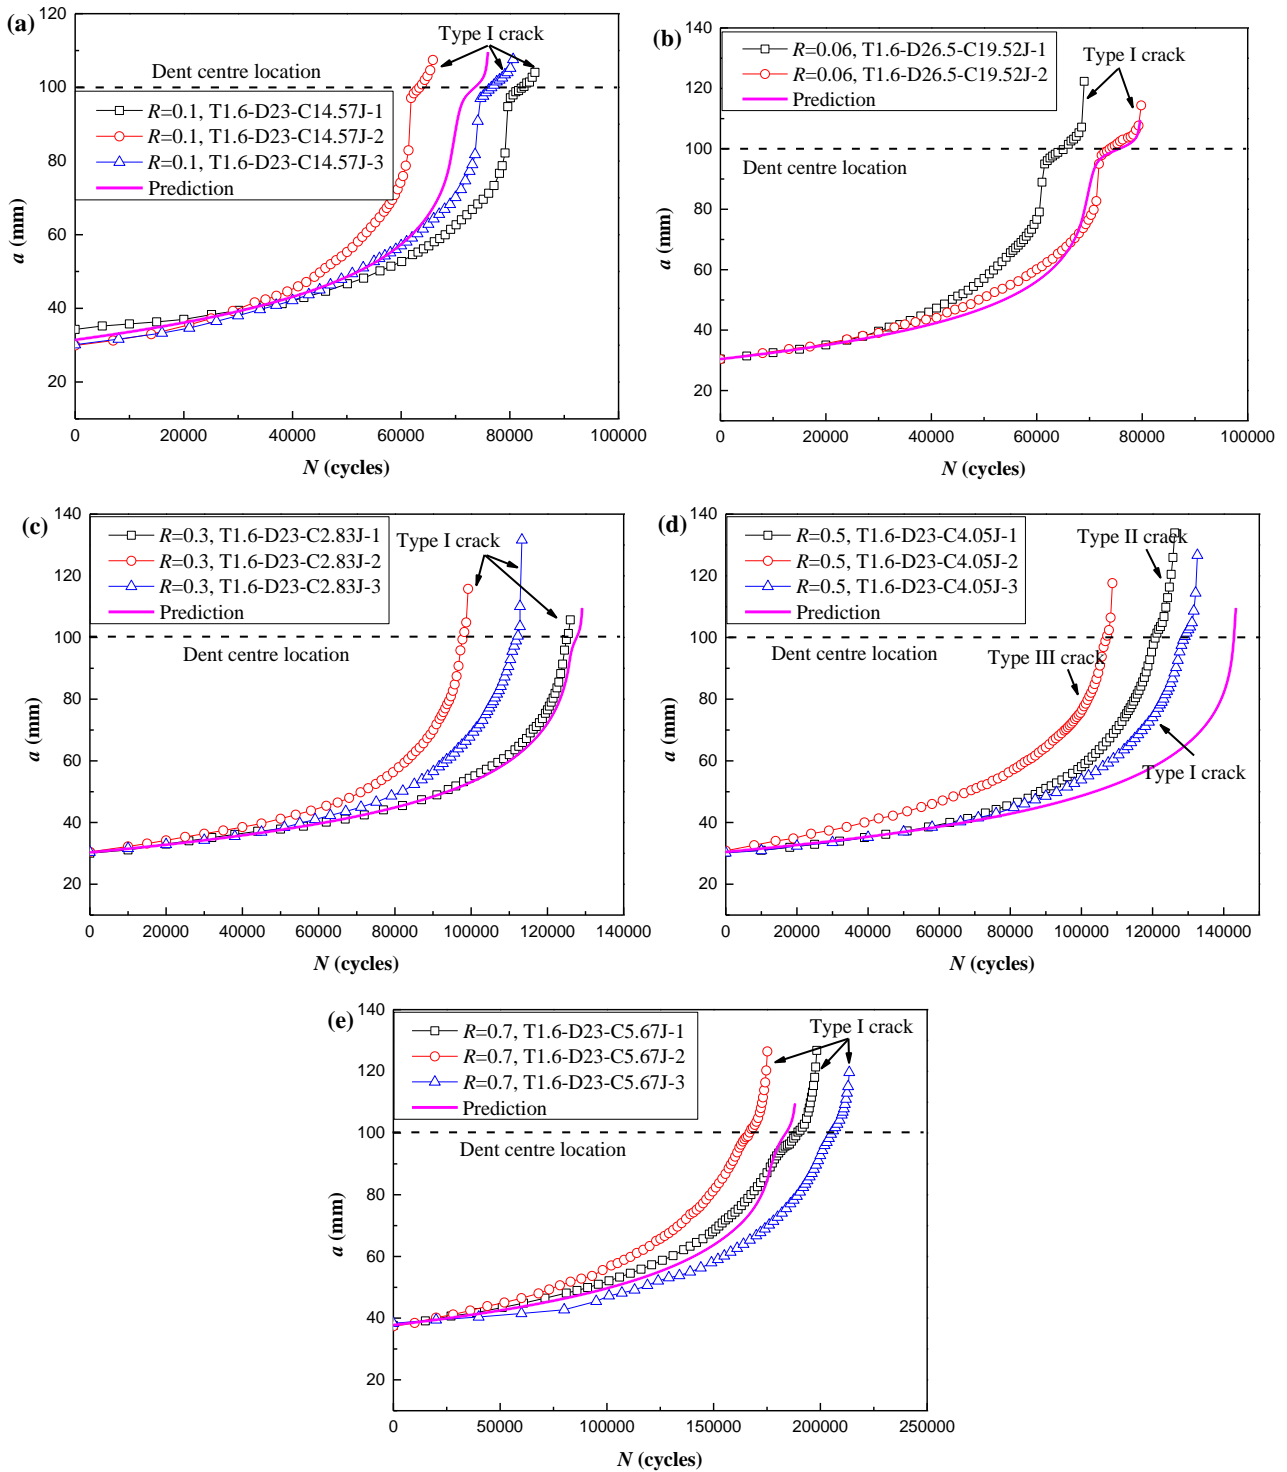 (a)
120
100
80
60
40
20
a (mm)
Type I crack
Dent centre location
R=0.1, T1.6-D23-C14.57J-1
R=0.1, T1.6-D23-C14.57J-2
R=0.1, T1.6-D23-C14.57J-3
Prediction
0 20000 40000 60000 80000 100000
N (cycles)
(b)
140
120
100
80
60
40
20
a (mm)
R=0.06, T1.6-D26.5-C19.52J-1
R=0.06, T1.6-D26.5-C19.52J-2
Prediction
Type I crack
Dent centre location
0 20000 40000 60000 80000 100000
N (cycles)
(c)
140
120
100
80
60
40
20
a (mm)
R=0.3, T1.6-D23-C2.83J-1
R=0.3, T1.6-D23-C2.83J-2
R=0.3, T1.6-D23-C2.83J-3
Prediction
Type I crack
Dent centre location
0 20000 40000 60000 80000 100000 120000 140000
N (cycles)
(d)
140
120
100
80
60
40
20
a (mm)
R=0.5, T1.6-D23-C4.05J-1
R=0.5, T1.6-D23-C4.05J-2
R=0.5, T1.6-D23-C4.05J-3
Prediction
Type II crack
Dent centre location
Type III crack
Type I crack
0 20000 40000 60000 80000 100000 120000 140000
N (cycles)
(e)
140
120
100
80
60
40
20
a (mm)
R=0.7, T1.6-D23-C5.67J-1
R=0.7, T1.6-D23-C5.67J-2
R=0.7, T1.6-D23-C5.67J-3
Prediction
Type I crack
Dent centre location
0 50000 100000 150000 200000 250000
N (cycles)